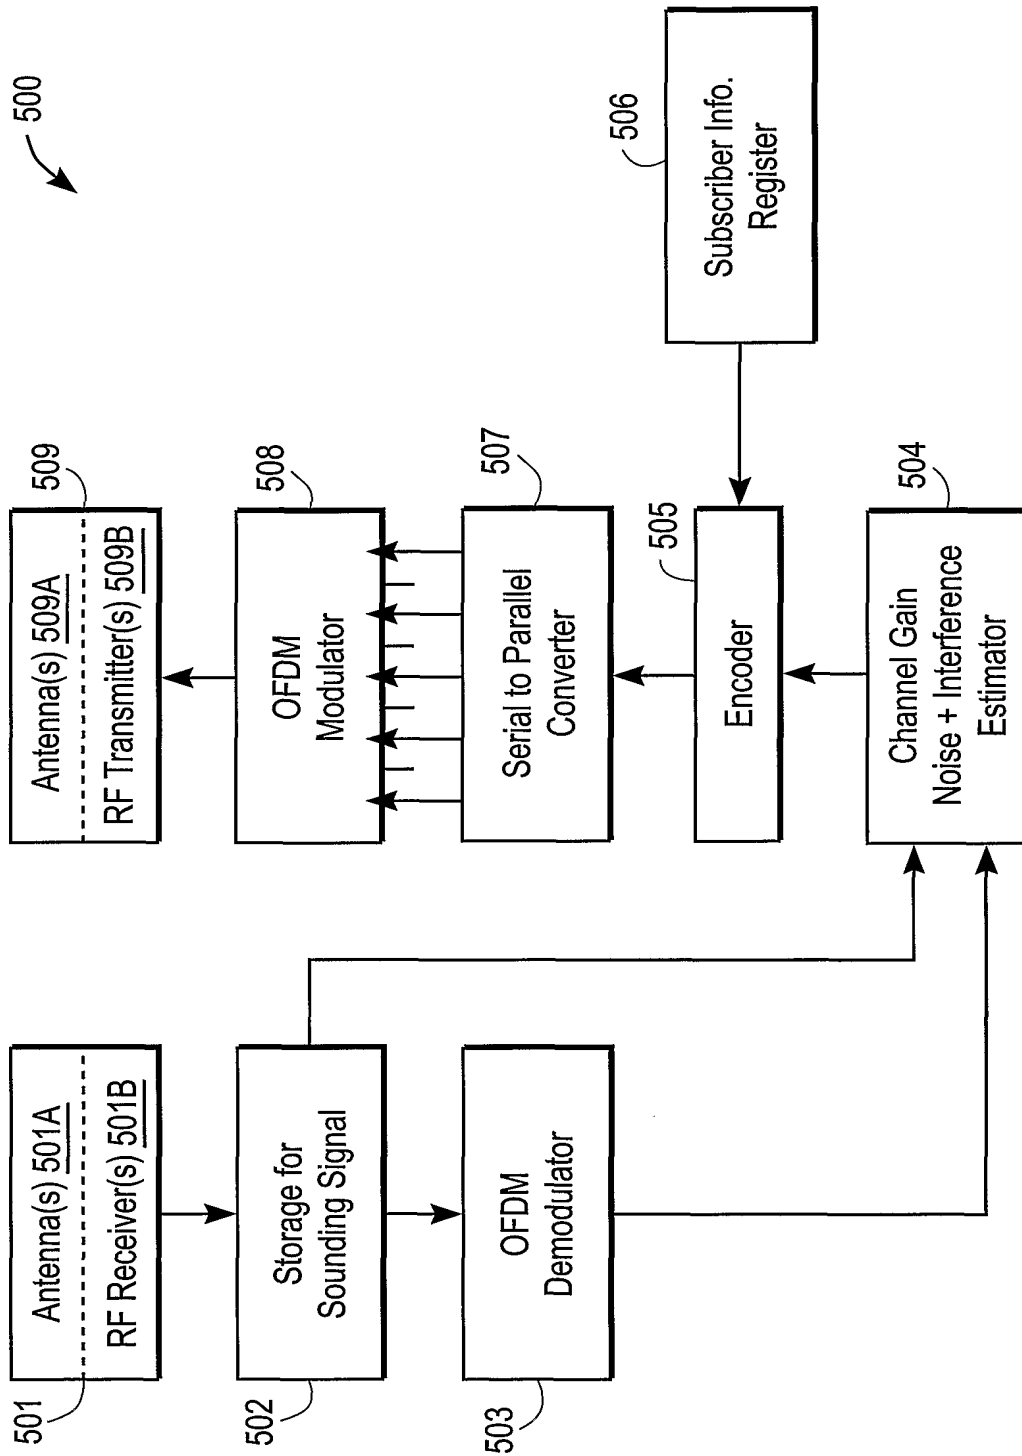 500
501
Antenna(s) 501A
RF Receiver(s) 501B
502
Storage for
Sounding Signal
503
OFDM
Demodulator
504
Channel Gain
Noise + Interference
Estimator
505
Encoder
506
Subscriber Info.
Register
507
Serial to Parallel
Converter
508
OFDM
Modulator
509
Antenna(s) 509A
RF Transmitter(s) 509B